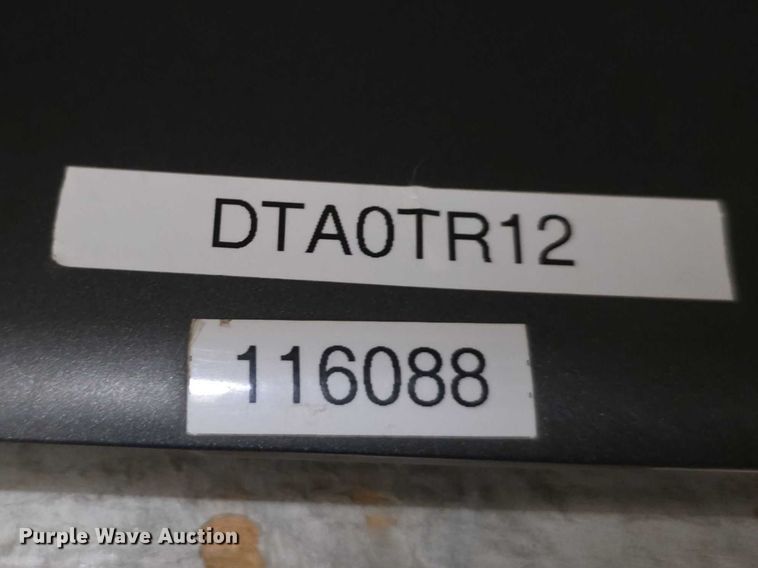 DTA0TR12
116088
Purple Wave Auction